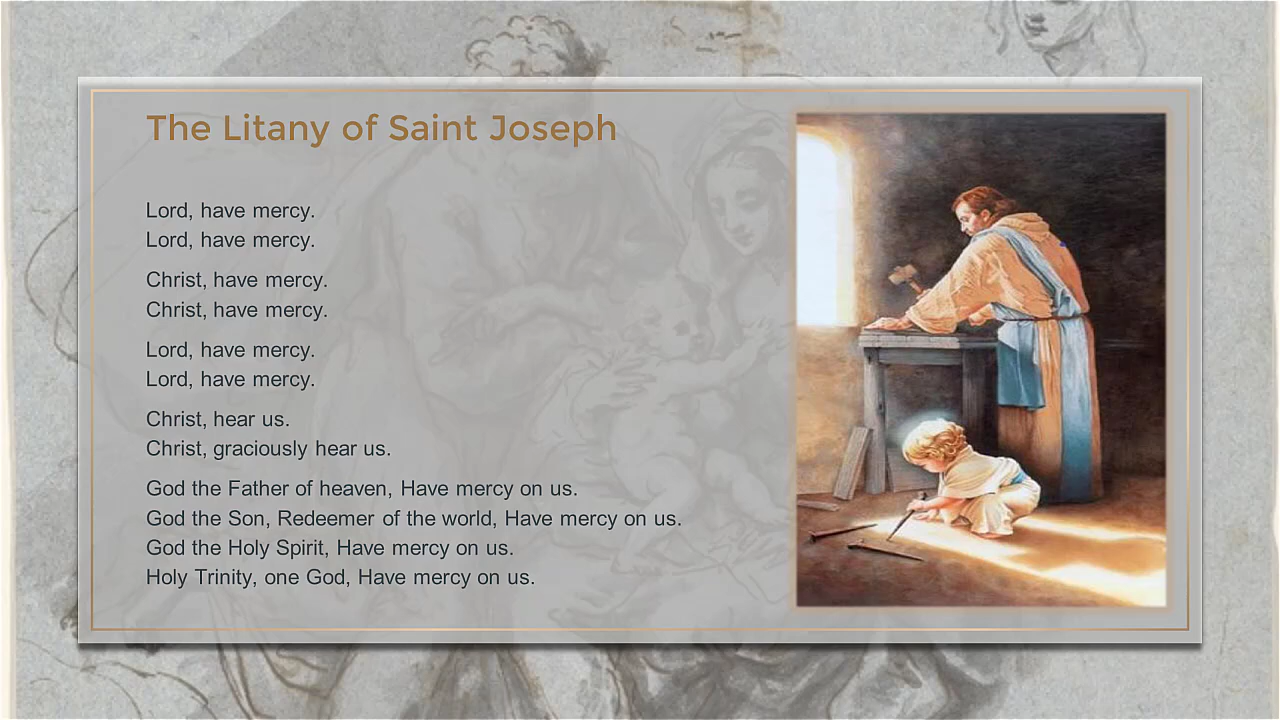 The Litany of Saint Joseph
Lord, have mercy.
Lord, have mercy.
Christ, have mercy.
Christ, have mercy.
Lord, have mercy.
Lord, have mercy.
Christ, hear us.
Christ, graciously hear us.
God the Father of heaven, Have mercy on us.
God the Son, Redeemer of the world, Have mercy on us.
God the Holy Spirit, Have mercy on us.
Holy Trinity, one God, Have mercy on us.